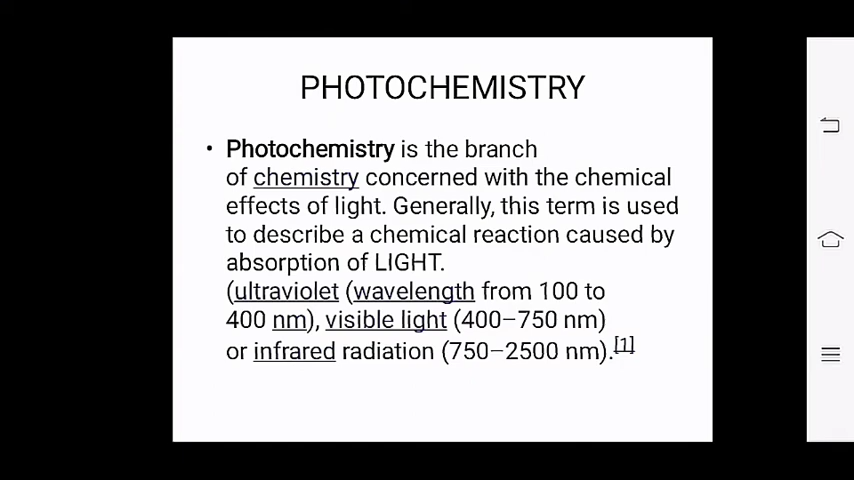 PHOTOCHEMISTRY
• Photochemistry is the branch
of chemistry concerned with the chemical
effects of light. Generally, this term is used
to describe a chemical reaction caused by
absorption of LIGHT.
(ultraviolet (wavelength from 100 to
400 nm), visible light (400–750 nm)
or infrared radiation (750–2500 nm).[1]